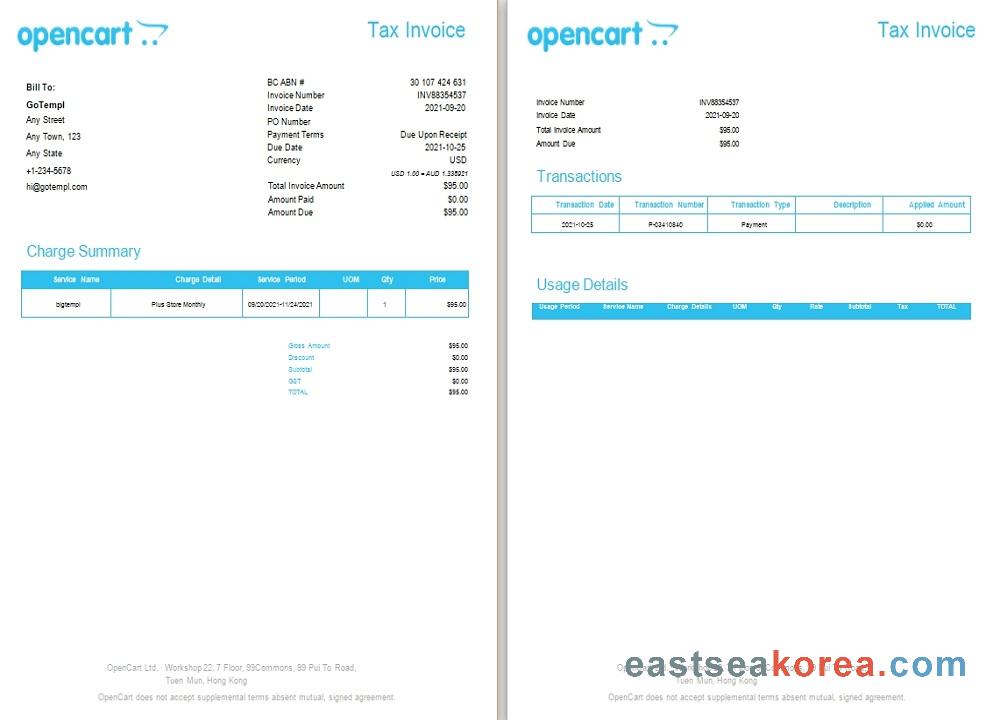 opencart
Tax Invoice
Bill To:
GoTempl
Any Street
Any Town, 123
Any State
+1-234-5678
hi@gotempl.com
BC ABN # 30 107 424 631
Invoice Number INV88354537
Invoice Date 2021-09-20
PO Number
Payment Terms Due Upon Receipt
Due Date 2021-10-25
Currency USD
USD 1.00 = AUD 1.338921
Total Invoice Amount $95.00
Amount Paid $0.00
Amount Due $95.00
Charge Summary
Service Name Charge Detail Service Period UOM Qty Price
bigtempl Plus Store Monthly 09/20/2021-11/24/2021 1 $95.00
Gross Amount $95.00
Discount $0.00
Subtotal $95.00
GST $0.00
TOTAL $95.00
OpenCart Ltd. · Workshop 22, 7 Floor, 99Commons, 99 Pui To Road,
Tuen Mun, Hong Kong
OpenCart does not accept supplemental terms absent mutual, signed agreement.
opencart
Tax Invoice
Invoice Number INV88354537
Invoice Date 2021-09-20
Total Invoice Amount $95.00
Amount Due $95.00
Transactions
Transaction Date Transaction Number Transaction Type Description Applied Amount
2021-10-25 P-03410840 Payment $0.00
Usage Details
Usage Period Service Name Charge Details UOM Qty Rate Subtotal Tax TOTAL
eastseakorea.com
Tuen Mun, Hong Kong
OpenCart does not accept supplemental terms absent mutual, signed agreement.